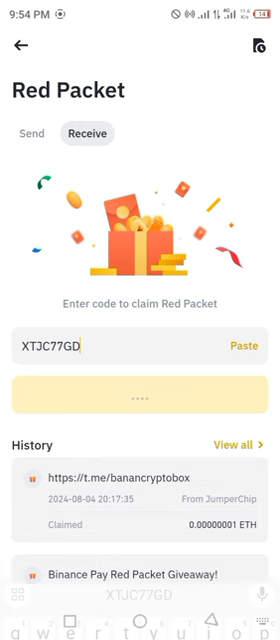 9:54 PM
Red Packet
Send Receive
Enter code to claim Red Packet
XTJC77GD Paste
....
History View all >
https://t.me/banancryptobox
2024-08-04 20:17:35 From JumperChip
Claimed 0.00000001 ETH
Binance Pay Red Packet Giveaway!
XTJC77GD
q w e r t y u i o p